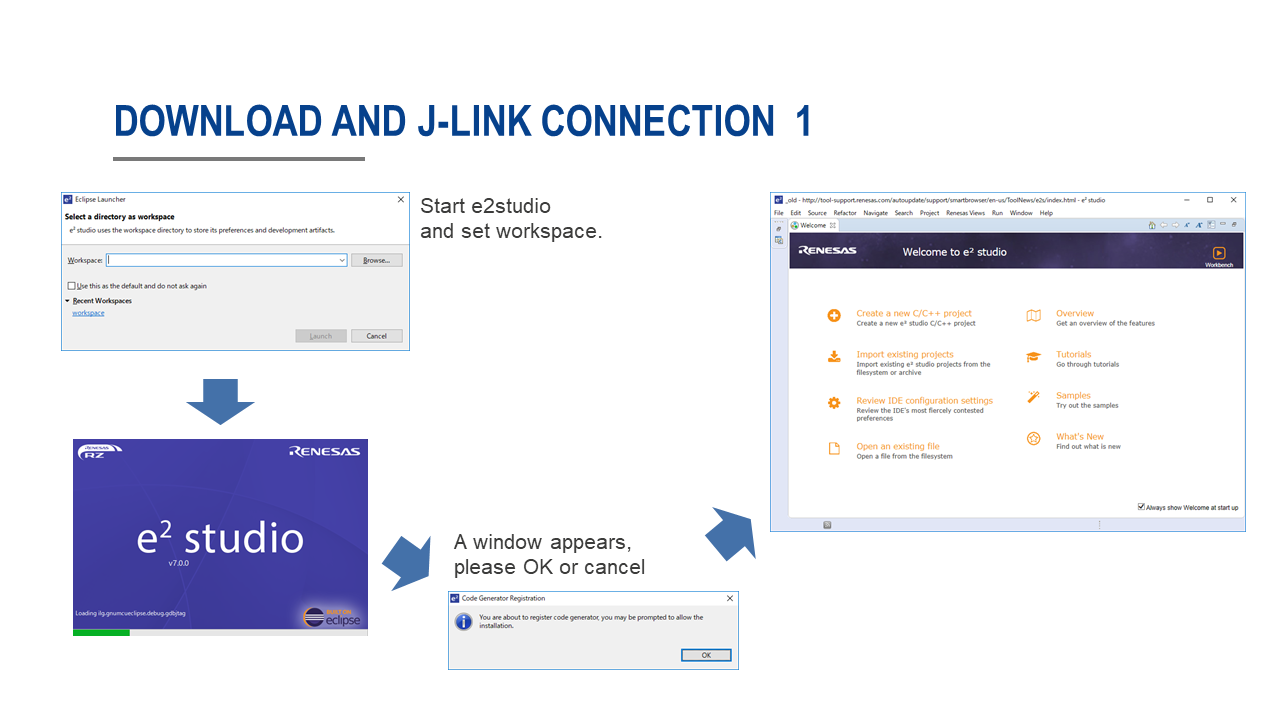 DOWNLOAD AND J-LINK CONNECTION 1
e² Eclipse Launcher
Select a directory as workspace
e² studio uses the workspace directory to store its preferences and development artifacts.
Workspace:
Browse...
Use this as the default and do not ask again
Recent Workspaces
workspace
Launch
Cancel
Start e2studio
and set workspace.
RENESAS
RZ
RENESAS
e² studio
v7.0.0
Loading ilg.gnumcueclipse.debug.gdbjtag
BUILT ON
eclipse
A window appears,
please OK or cancel
e² Code Generator Registration
You are about to register code generator, you may be prompted to allow the
installation.
OK
e² _old - http://tool-support.renesas.com/autoupdate/support/smartbrowser/en-us/ToolNews/e2s/index.html - e² studio
File Edit Source Refactor Navigate Search Project Renesas Views Run Window Help
Welcome
RENESAS
Welcome to e² studio
Workbench
Create a new C/C++ project
Create a new e² studio C/C++ project
Import existing projects
Import existing e² studio projects from the
filesystem or archive
Review IDE configuration settings
Review the IDE's most fiercely contested
preferences
Open an existing file
Open a file from the filesystem
Overview
Get an overview of the features
Tutorials
Go through tutorials
Samples
Try out the samples
What's New
Find out what is new
Always show Welcome at start up